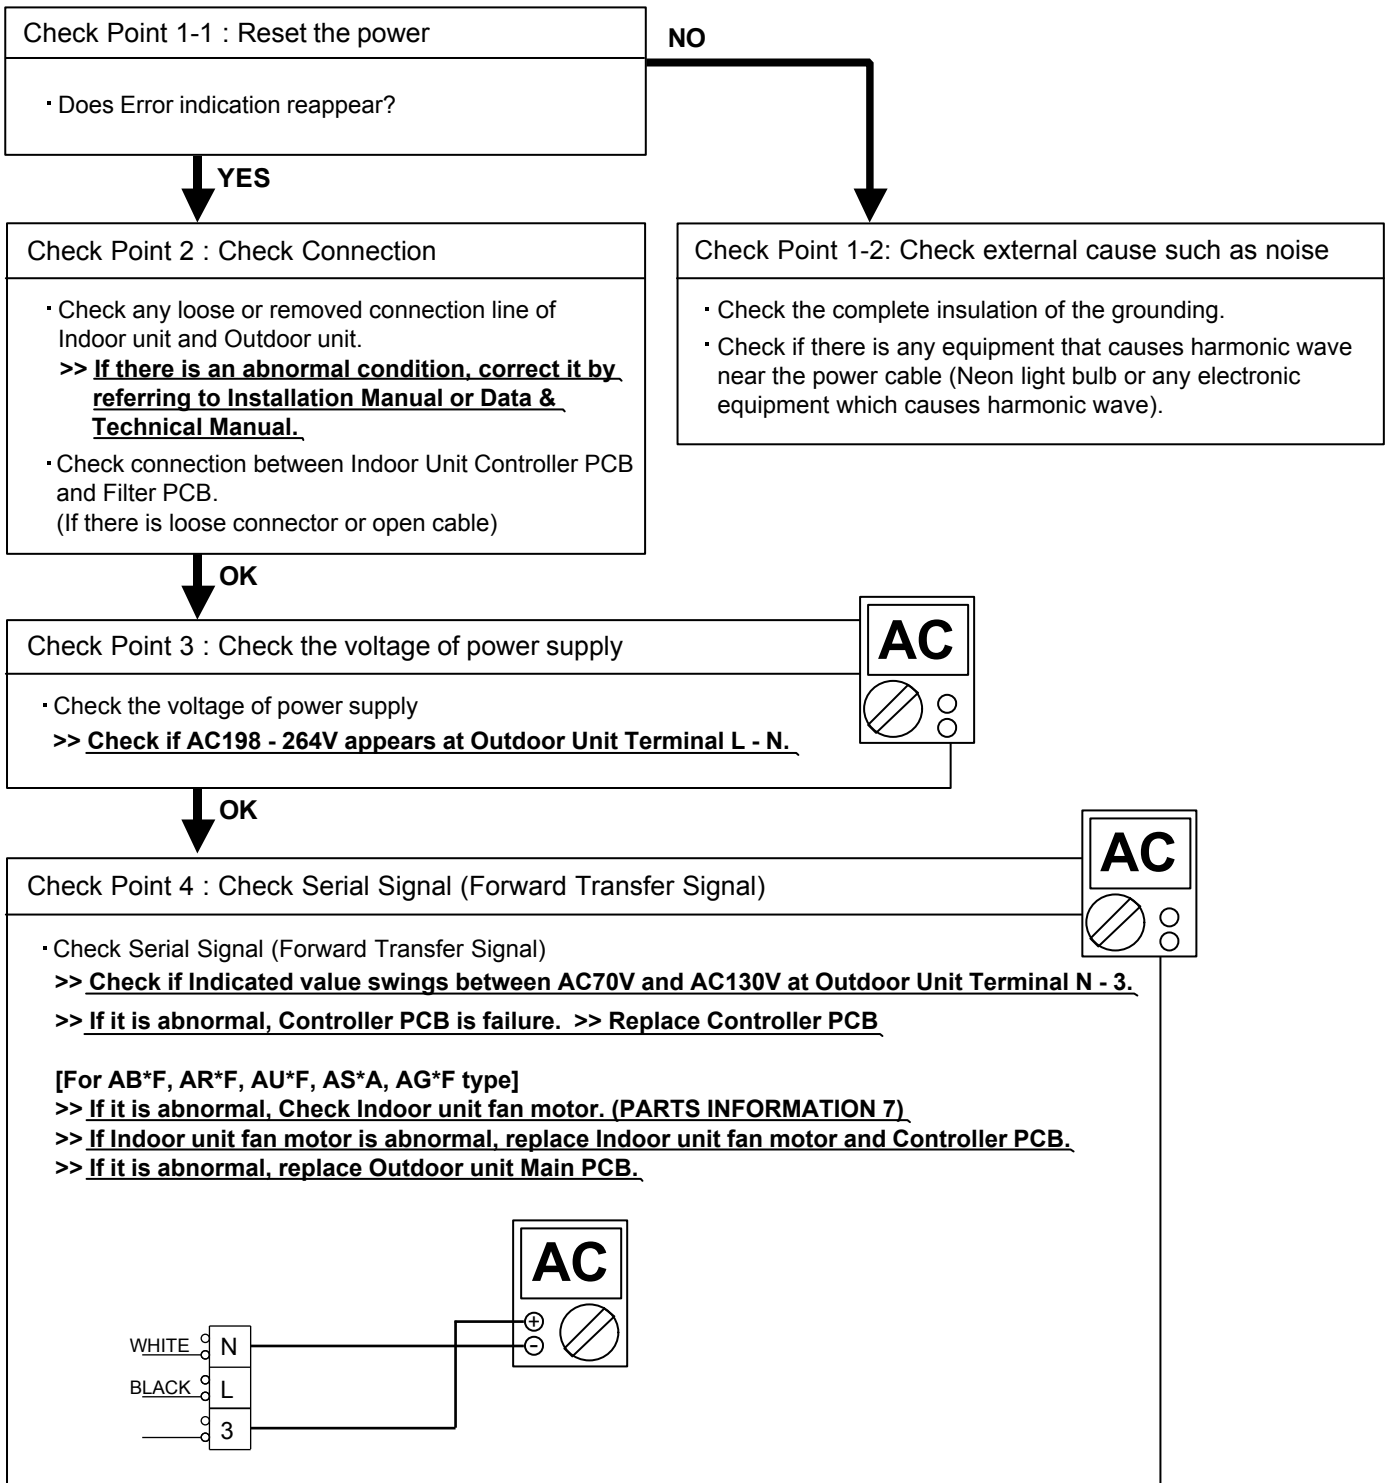 Check Point 1-1 : Reset the power
NO
· Does Error indication reappear?
YES
Check Point 2 : Check Connection
· Check any loose or removed connection line of
Indoor unit and Outdoor unit.
>> If there is an abnormal condition, correct it by
referring to Installation Manual or Data &
Technical Manual.
· Check connection between Indoor Unit Controller PCB
and Filter PCB.
(If there is loose connector or open cable)
Check Point 1-2: Check external cause such as noise
· Check the complete insulation of the grounding.
· Check if there is any equipment that causes harmonic wave
near the power cable (Neon light bulb or any electronic
equipment which causes harmonic wave).
OK
Check Point 3 : Check the voltage of power supply
AC
· Check the voltage of power supply
>> Check if AC198 - 264V appears at Outdoor Unit Terminal L - N.
OK
Check Point 4 : Check Serial Signal (Forward Transfer Signal)
AC
· Check Serial Signal (Forward Transfer Signal)
>> Check if Indicated value swings between AC70V and AC130V at Outdoor Unit Terminal N - 3.
>> If it is abnormal, Controller PCB is failure. >> Replace Controller PCB
[For AB*F, AR*F, AU*F, AS*A, AG*F type]
>> If it is abnormal, Check Indoor unit fan motor. (PARTS INFORMATION 7)
>> If Indoor unit fan motor is abnormal, replace Indoor unit fan motor and Controller PCB.
>> If it is abnormal, replace Outdoor unit Main PCB.
AC
+
-
WHITE N
BLACK L
3